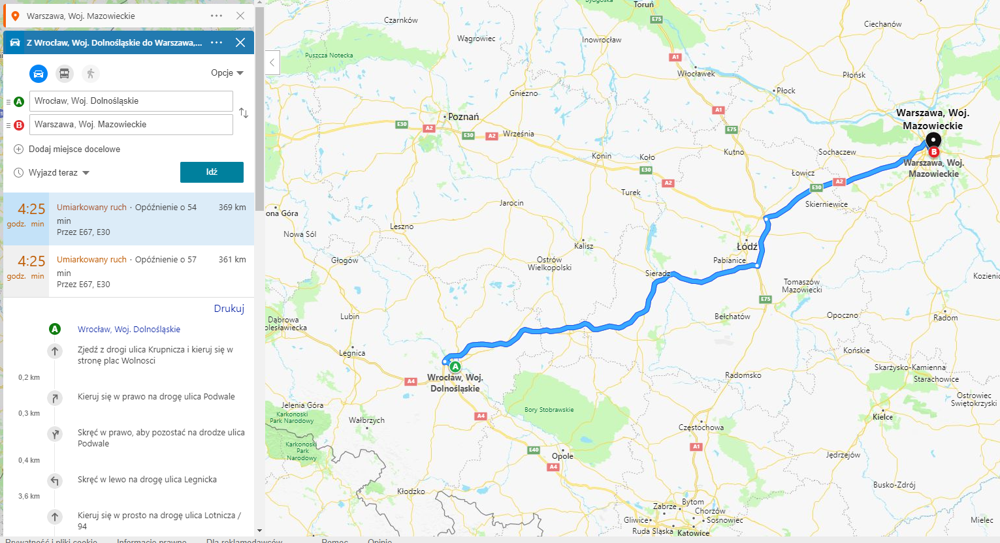 Warszawa, Woj. Mazowieckie
Z Wrocław, Woj. Dolnośląskie do Warszawa,...
Opcje
A
Wrocław, Woj. Dolnośląskie
B
Warszawa, Woj. Mazowieckie
Dodaj miejsce docelowe
Wyjazd teraz
Idź
4:25
godz. min
Umiarkowany ruch · Opóźnienie o 54
min
369 km
Przez E67, E30
4:25
godz. min
Umiarkowany ruch · Opóźnienie o 57
min
361 km
Przez E67, E30
Drukuj
A
Wrocław, Woj. Dolnośląskie
Zjedź z drogi ulica Krupnicza i kieruj się w
stronę plac Wolnosci
0,2 km
Kieruj się w prawo na drogę ulica Podwale
0,3 km
Skręć w prawo, aby pozostać na drodze ulica
Podwale
0,4 km
Skręć w lewo na drogę ulica Legnicka
3,6 km
Kieruj się w prosto na drogę ulica Lotnicza /
94
Prywatność i pliki cookie
Informacje prawne
Dla reklamodawców
Pomoc
Opinie
Toruń
Bydgoska
E75
Czarnków
Ciechanów
Wągrowiec
Inowrocław
Puszcza Notecka
A1
Włocławek
Płońsk
Płock
Gniezno
A1
Warszawa, Woj.
Mazowieckie
Poznań
E30
A2
E30
A2
Września
E75
Kutno
Sochaczew
B
Warszawa, Woj.
Mazowieckie
Konin
Koło
E30
A2
Łowicz
A2
E30
Turek
Skierniewice
Jarocin
ona Góra
Leszno
Nowa Sól
Kalisz
Łódź
Głogów
Ostrów
Wielkopolski
Pabianice
Sieradz
Tomaszów
Mazowiecki
Kozienic
E75
Dąbrowa
olesławiecka
Lubin
Bełchatów
Opoczno
Radom
Legnica
Końskie
A
Wrocław, Woj.
Dolnośląskie
A4
Radomsko
Skarżysko-Kamienna
Starachowice
Ostrowiec
Świętokrzyski
Jelenia Góra
Karkonoski
Park Narodowy
Bory Stobrawskie
A4
Wałbrzych
Kielce
Częstochowa
Karkonoski
Park
Narodowy
E40
Opole
A4
A1
Jędrzejów
Kłodzko
Busko-Zdrój
Bytom
Zabrze
Chorzów
Gliwice
Sosnowiec
Ruda Śląska
Katowice
Mielec